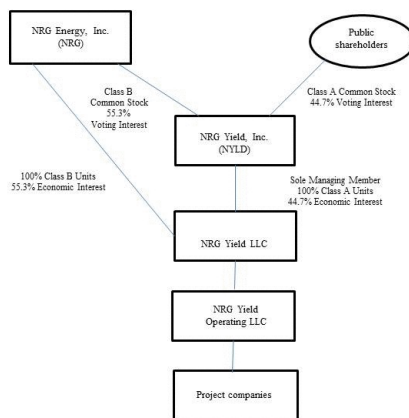 NRG Energy, Inc.
(NRG)
Public
shareholders
Class B
Common Stock
55.3%
Voting Interest
Class A Common Stock
44.7% Voting Interest
NRG Yield, Inc.
(NYLD)
100% Class B Units
55.3% Economic Interest
Sole Managing Member
100% Class A Units
44.7% Economic Interest
NRG Yield LLC
NRG Yield
Operating LLC
Project companies